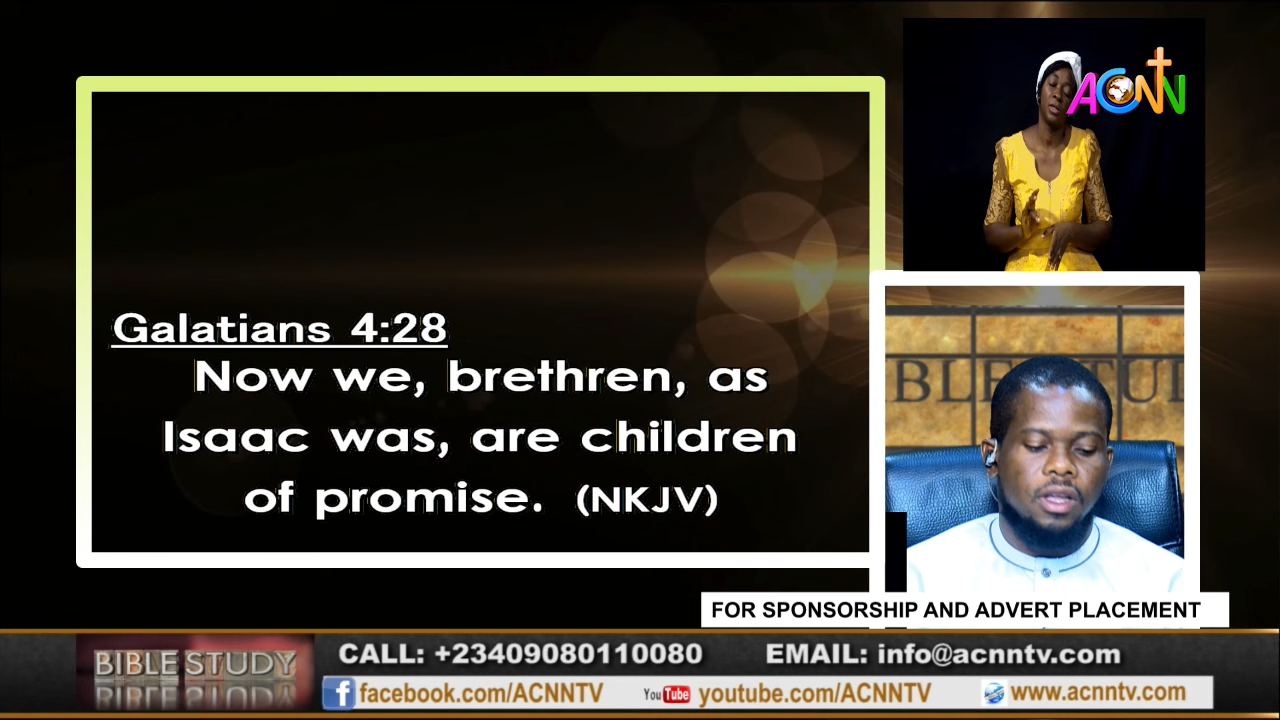 ACNN
Galatians 4:28
Now we, brethren, as
Isaac was, are children
of promise. (NKJV)
BLE STU
FOR SPONSORSHIP AND ADVERT PLACEMENT
BIBLE STUDY
CALL: +23409080110080 EMAIL: info@acnntv.com
facebook.com/ACNNTV YouTube youtube.com/ACNNTV www.acnntv.com